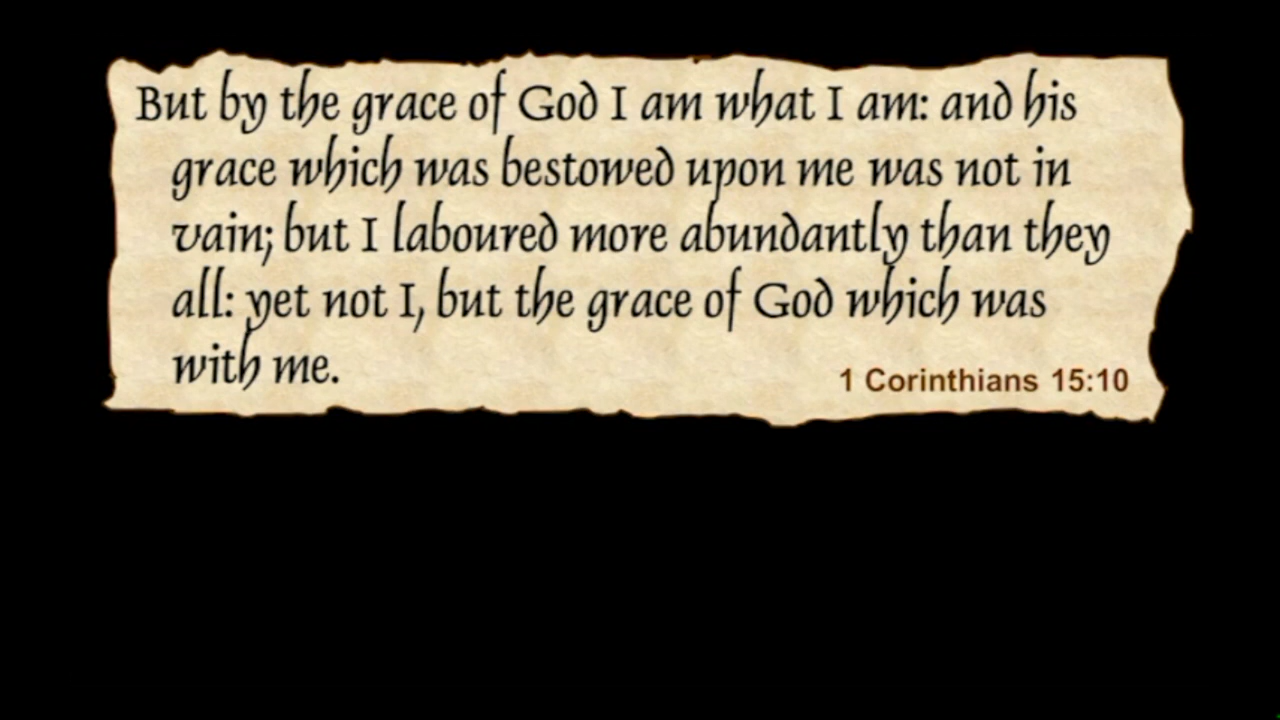 But by the grace of God I am what I am: and his
grace which was bestowed upon me was not in
vain; but I laboured more abundantly than they
all: yet not I, but the grace of God which was
with me.
1 Corinthians 15:10